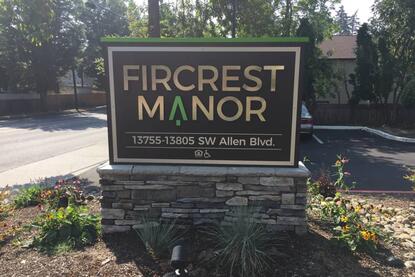 FIRCREST
MANOR
13755-13805 SW Allen Blvd.